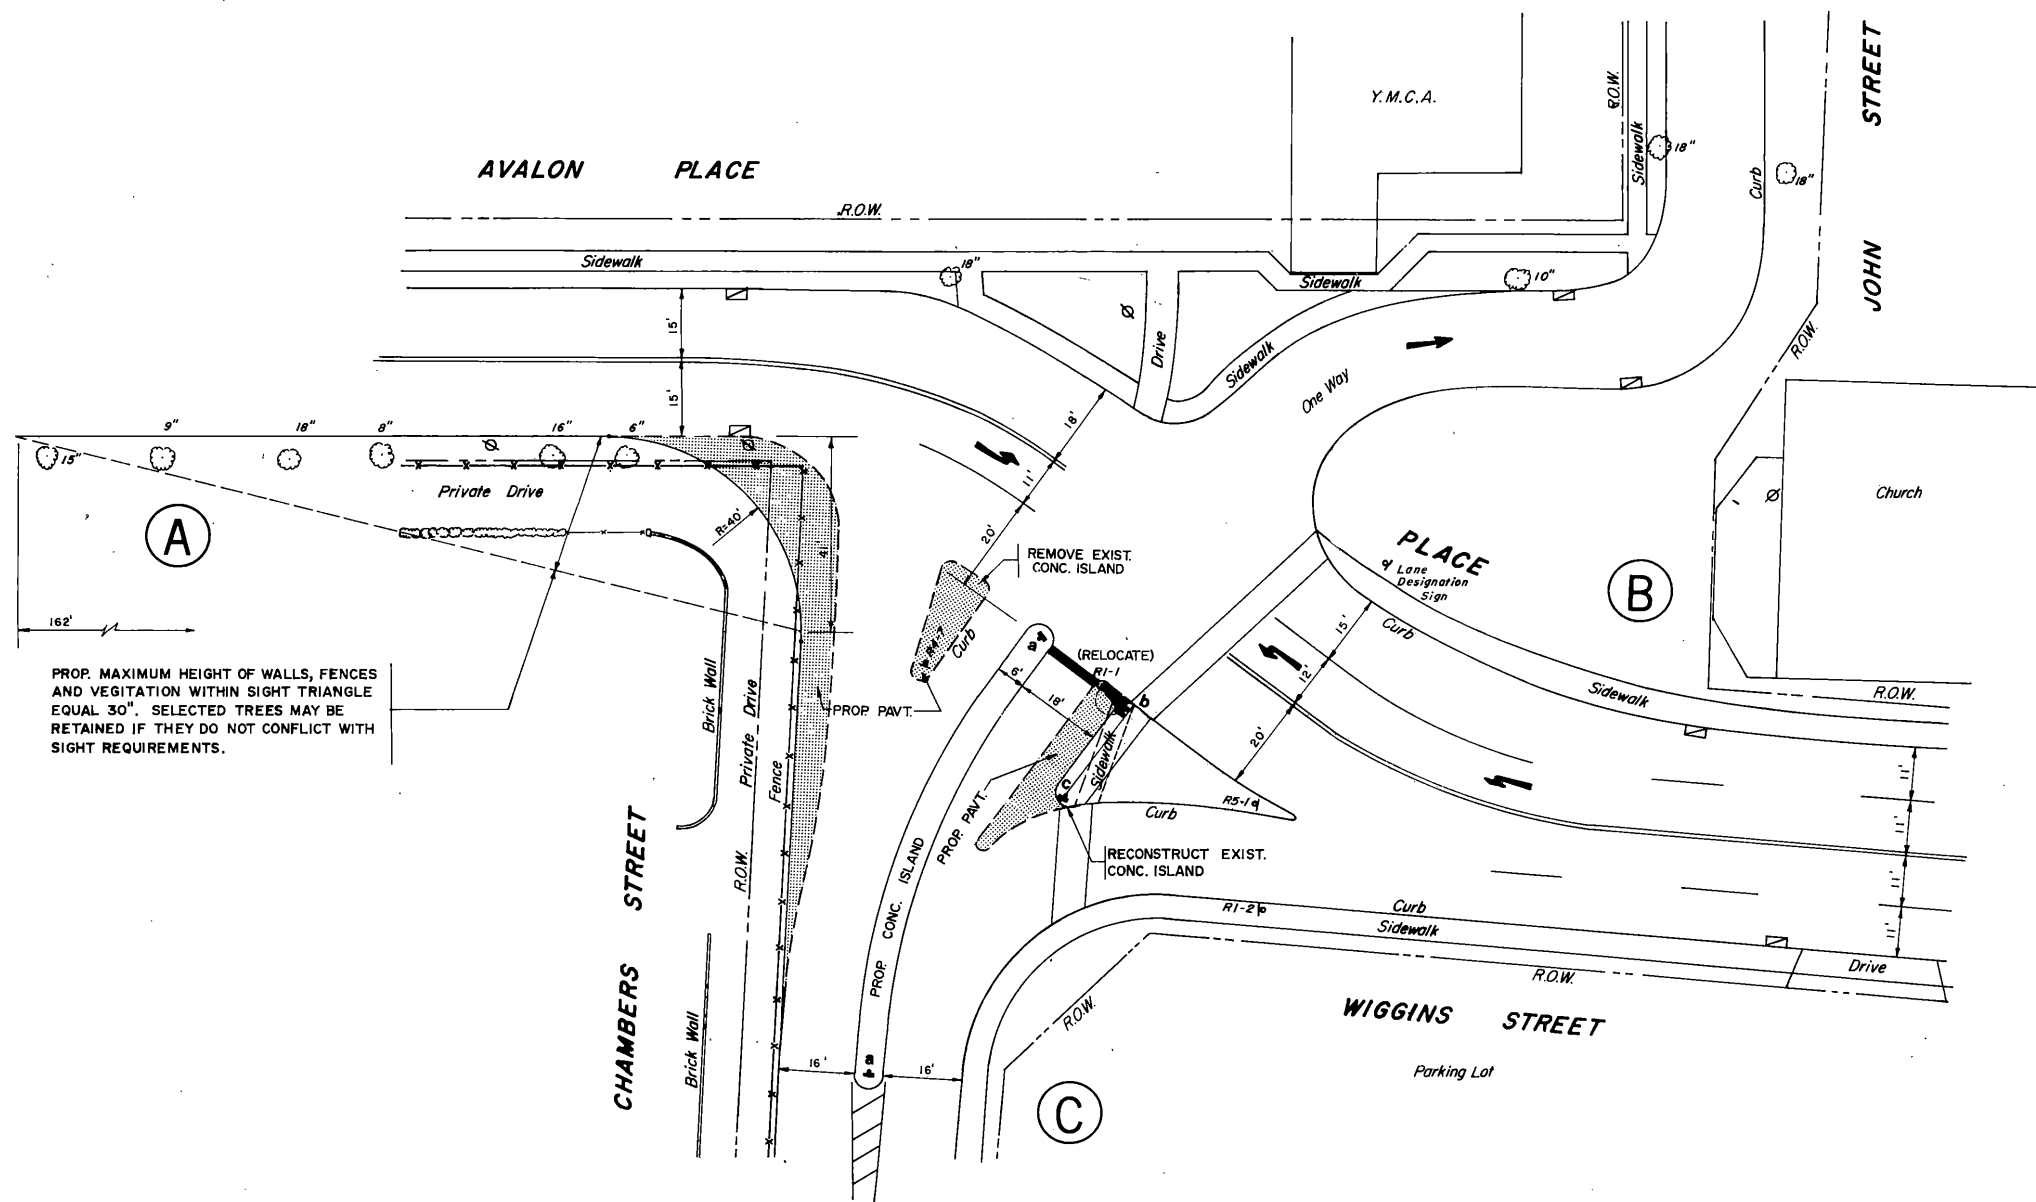 AVALON PLACE
Y.M.C.A.
STREET
JOHN
R.O.W.
Sidewalk
18"
Curb
18"
R.O.W.
Sidewalk
18"
Sidewalk
10"
15'
Drive
Sidewalk
One Way
R.O.W.
15'
18'
9"
18"
8"
16"
6"
15"
Private Drive
R=40'
11'
20'
A
REMOVE EXIST.
CONC. ISLAND
PLACE
Lane
Designation
Sign
Church
B
162'
41'
R4-7
Curb
(RELOCATE)
R1-1
a
b
6'
18'
15'
12'
20'
Curb
Sidewalk
R.O.W.
PROP. MAXIMUM HEIGHT OF WALLS, FENCES
AND VEGITATION WITHIN SIGHT TRIANGLE
EQUAL 30". SELECTED TREES MAY BE
RETAINED IF THEY DO NOT CONFLICT WITH
SIGHT REQUIREMENTS.
Brick Wall
Private Drive
R.O.W.
Fence
PROP. PAVT.
PROP. PAVT.
Sidewalk
c
R5-1
Curb
11'
11'
11'
11'
RECONSTRUCT EXIST.
CONC. ISLAND
PROP. CONC. ISLAND
R1-2
Curb
Sidewalk
R.O.W.
Drive
CHAMBERS STREET
Brick Wall
R.O.W.
WIGGINS STREET
16'
a
16'
Parking Lot
C